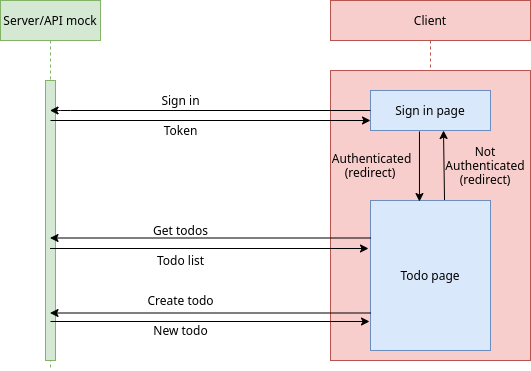 Server/API mock
Client
Sign in
Sign in page
Token
Authenticated
(redirect)
Not
Authenticated
(redirect)
Get todos
Todo list
Todo page
Create todo
New todo